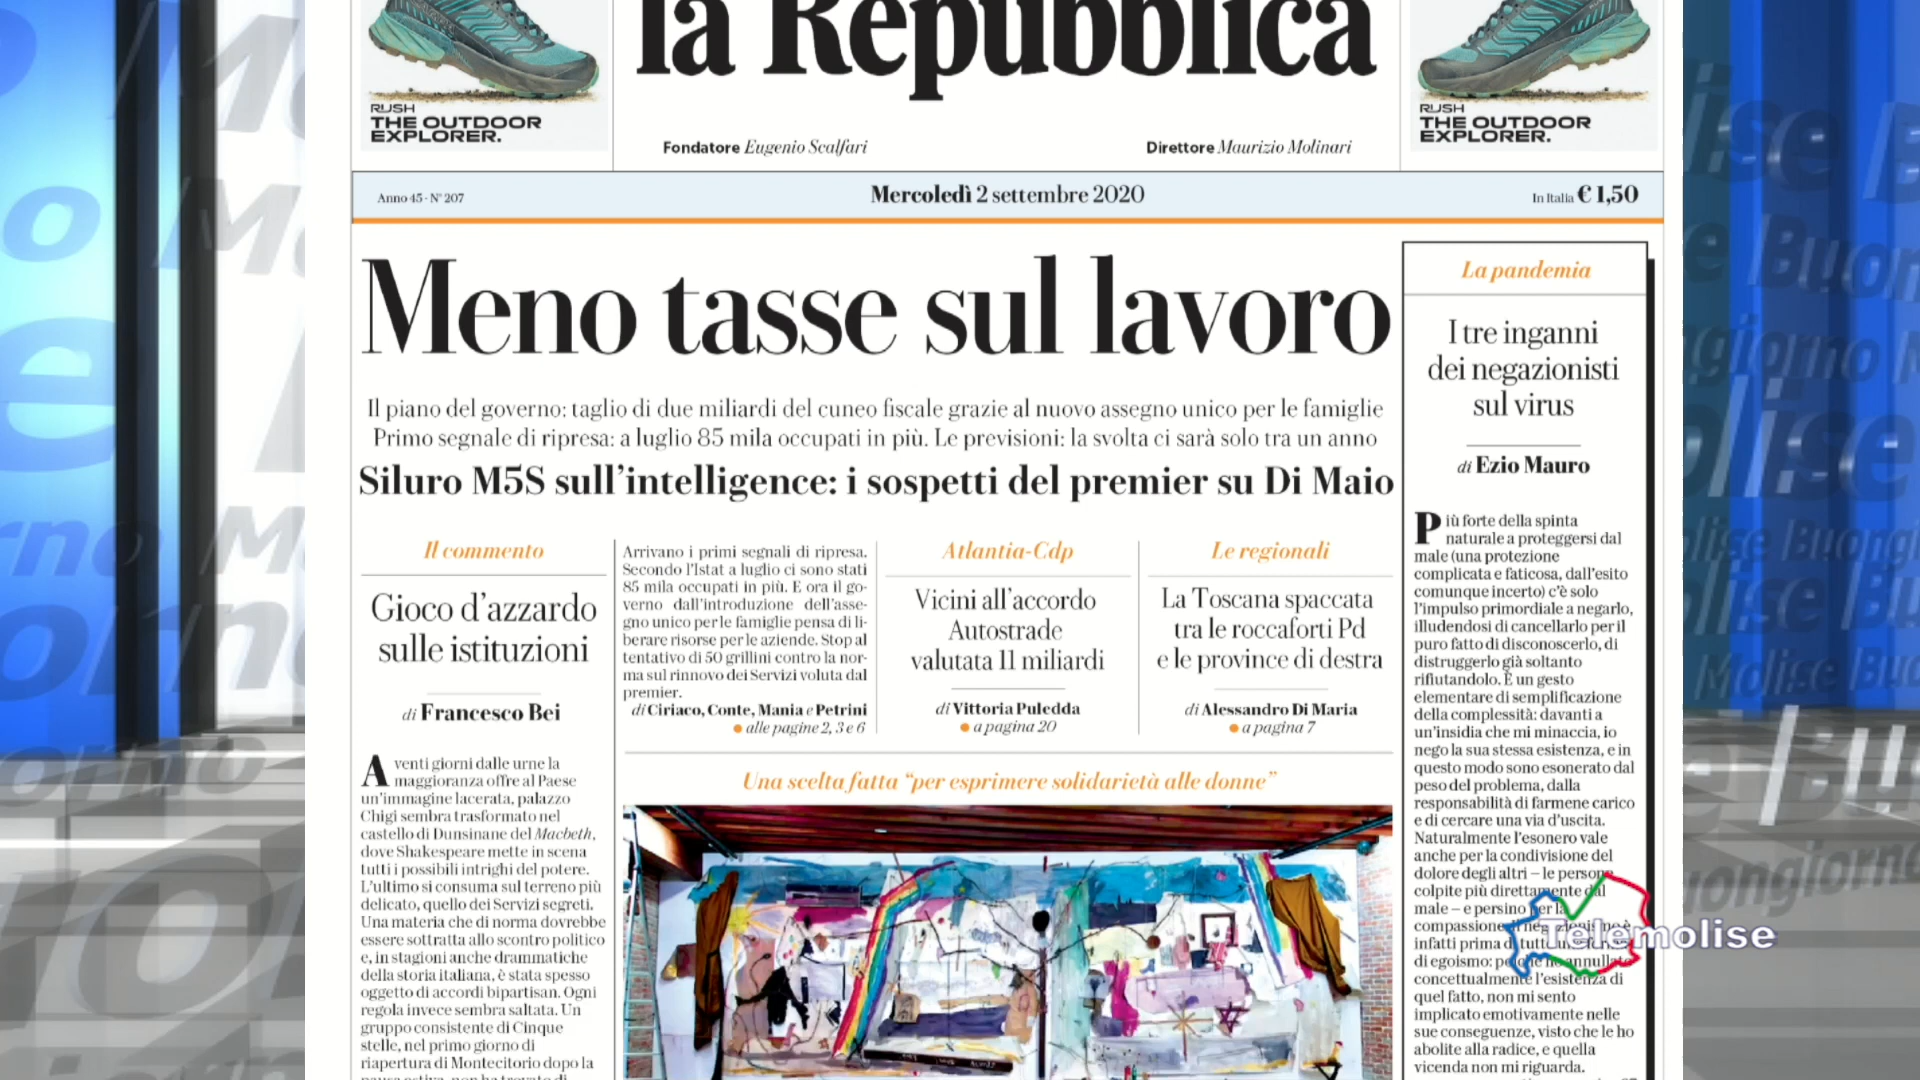 la Repubblica
RUSH
THE OUTDOOR
EXPLORER.
RUSH
THE OUTDOOR
EXPLORER.
Fondatore Eugenio Scalfari
Direttore Maurizio Molinari
Anno 45 - N° 207
Mercoledì 2 settembre 2020
In Italia € 1,50
Meno tasse sul lavoro
Il piano del governo: taglio di due miliardi del cuneo fiscale grazie al nuovo assegno unico per le famiglie
Primo segnale di ripresa: a luglio 85 mila occupati in più. Le previsioni: la svolta ci sarà solo tra un anno
Siluro M5S sull'intelligence: i sospetti del premier su Di Maio
Il commento
Gioco d'azzardo
sulle istituzioni
di Francesco Bei
A venti giorni dalle urne la
maggioranza offre al Paese
un'immagine lacerata, palazzo
Chigi sembra trasformato nel
castello di Dunsinane del Macbeth,
dove Shakespeare mette in scena
tutti i possibili intrighi del potere.
L'ultimo si consuma sul terreno più
delicato, quello dei Servizi segreti.
Una materia che di norma dovrebbe
essere sottratta allo scontro politico
e, in stagioni anche drammatiche
della storia italiana, è stata spesso
oggetto di accordi bipartisan. Ogni
regola invece sembra saltata. Un
gruppo consistente di Cinque
stelle, nel primo giorno di
riapertura di Montecitorio dopo la
Arrivano i primi segnali di ripresa.
Secondo l'Istat a luglio ci sono stati
85 mila occupati in più. E ora il go-
verno dall'introduzione dell'asse-
gno unico per le famiglie pensa di li-
berare risorse per le aziende. Stop al
tentativo di 50 grillini contro la nor-
ma sul rinnovo dei Servizi voluta dal
premier.
di Ciriaco, Conte, Mania e Petrini
● alle pagine 2, 3 e 6
Atlantia-Cdp
Vicini all'accordo
Autostrade
valutata 11 miliardi
di Vittoria Puledda
● a pagina 20
Le regionali
La Toscana spaccata
tra le roccaforti Pd
e le province di destra
di Alessandro Di Maria
● a pagina 7
Una scelta fatta “per esprimere solidarietà alle donne”
La pandemia
I tre inganni
dei negazionisti
sul virus
di Ezio Mauro
Più forte della spinta
naturale a proteggersi dal
male (una protezione
complicata e faticosa, dall'esito
comunque incerto) c'è solo
l'impulso primordiale a negarlo,
illudendosi di cancellarlo per il
puro fatto di disconoscerlo, di
distruggerlo già soltanto
rifiutandolo. È un gesto
elementare di semplificazione
della complessità: davanti a
un'insidia che mi minaccia, io
nego la sua stessa esistenza, e in
questo modo sono esonerato dal
peso del problema, dalla
responsabilità di farmene carico
e di cercare una via d'uscita.
Naturalmente l'esonero vale
anche per la condivisione del
dolore degli altri – le persone
colpite più direttamente dal
male – e persino per la
compassione
infatti prima di
di egoismo: annullato
concettualmente l'esistenza di
quel fatto, non mi sento
implicato emotivamente nelle
sue conseguenze, visto che le ho
abolite alla radice, e quella
vicenda non mi riguarda.
Telemolise